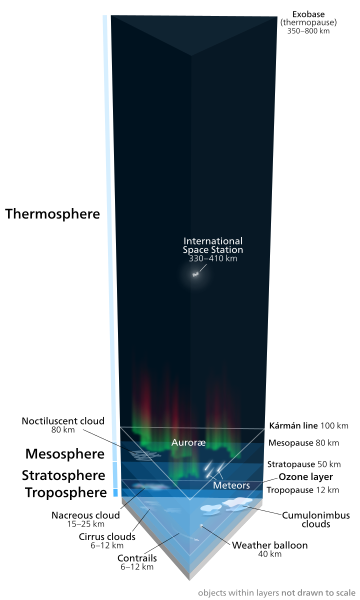 Exobase
(thermopause)
350–800 km
Thermosphere
International
Space Station
330–410 km
Noctiluscent cloud
80 km
Kármán line 100 km
Auroræ
Mesopause 80 km
Mesosphere
Stratopause 50 km
Stratosphere
Ozone layer
Meteors
Troposphere
Tropopause 12 km
Nacreous cloud
15–25 km
Cumulonimbus
clouds
Cirrus clouds
6–12 km
Weather balloon
40 km
Contrails
6–12 km
objects within layers not drawn to scale